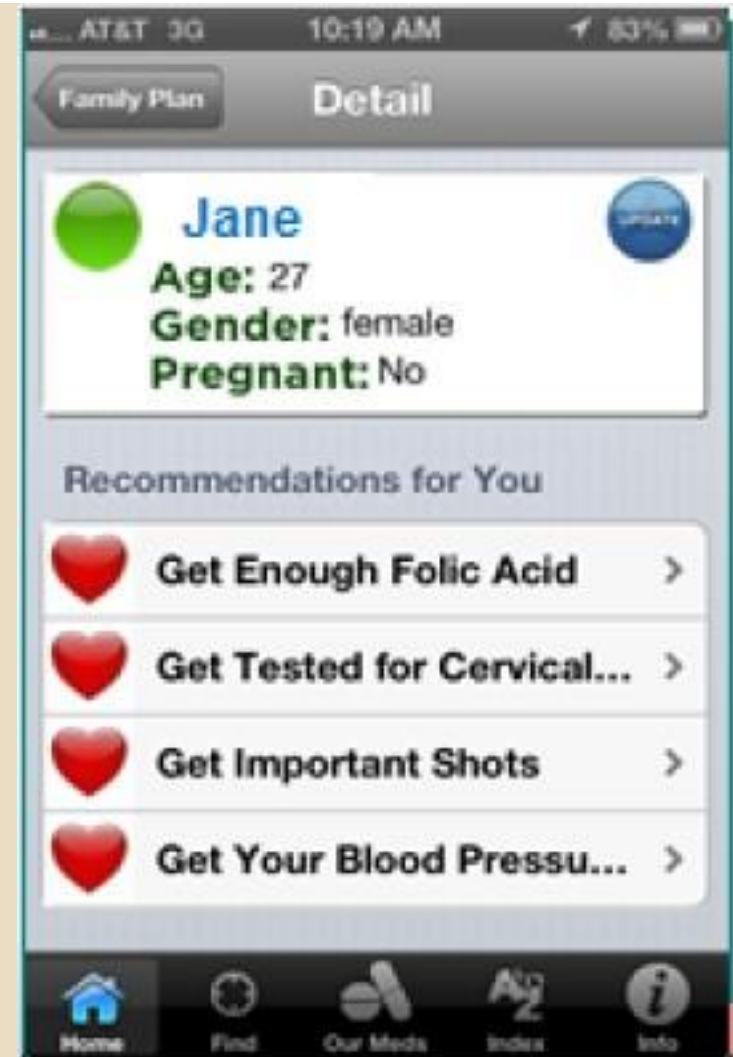 AT&T 3G 10:19 AM 83%
Family Plan Detail
Jane
UPDATE
Age: 27
Gender: female
Pregnant: No
Recommendations for You
Get Enough Folic Acid
Get Tested for Cervical...
Get Important Shots
Get Your Blood Pressu...
Home Find Our Meds Index Info